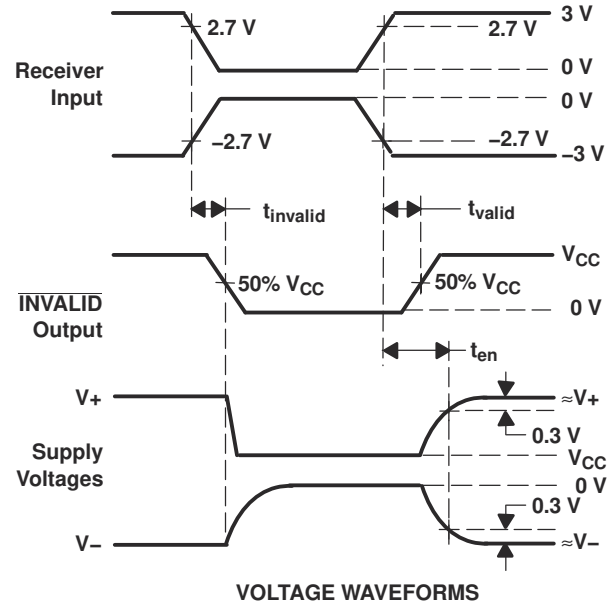 3 V
2.7 V
2.7 V
Receiver
Input
0 V
0 V
−2.7 V
−2.7 V
−3 V
tinvalid
tvalid
VCC
50% VCC
50% VCC
INVALID
Output
0 V
ten
V+
≈V+
0.3 V
Supply
Voltages
VCC
0 V
0.3 V
V−
≈V−
VOLTAGE WAVEFORMS